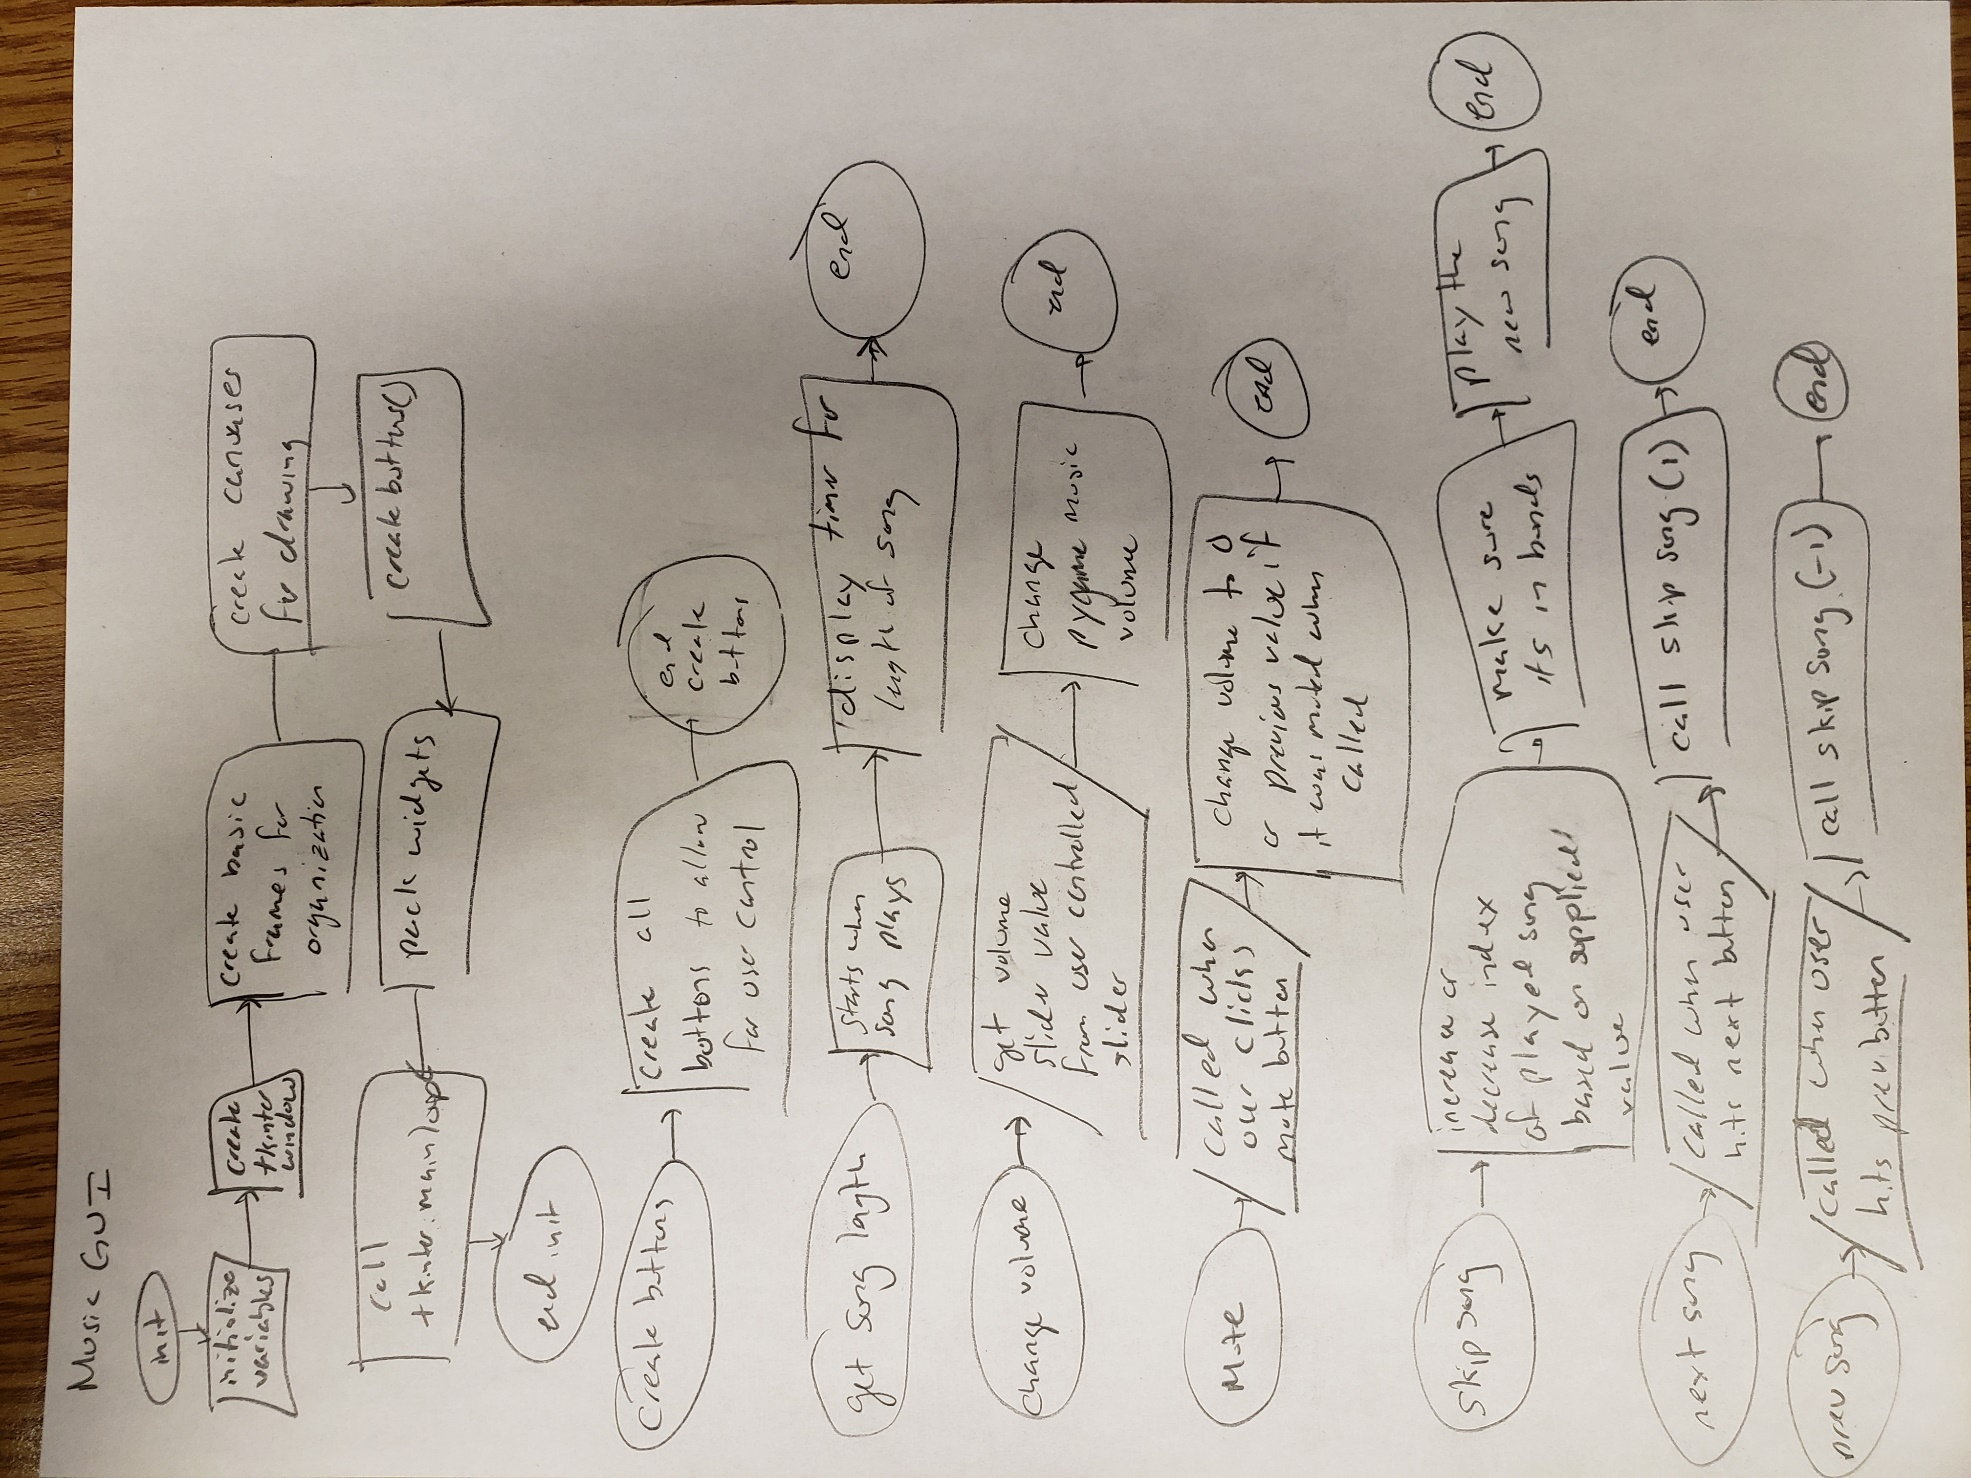 Music GUI
init
initialize
variables
create
tkinter
window
create basic
frames for
organization
create canvases
for drawing
create buttons()
pack widgets
call
tkinter.mainloop
end init
create buttons
create all
buttons to allow
for user control
end
create
buttons
get song length
starts when
song plays
display timer for
length of song
end
change volume
get volume
slider value
from user controlled
slider
change
pygame music
volume
end
Mute
called when
user clicks
mute button
change volume to 0
or previous value if
it was muted when
called
end
skip song
increase or
decrease index
of played song
based on supplied
value
make sure
its in bounds
play the
new song
end
next song
called when user
hits next button
call skip song(1)
end
prev song
called when user
hits prev button
call skip song(-1)
end